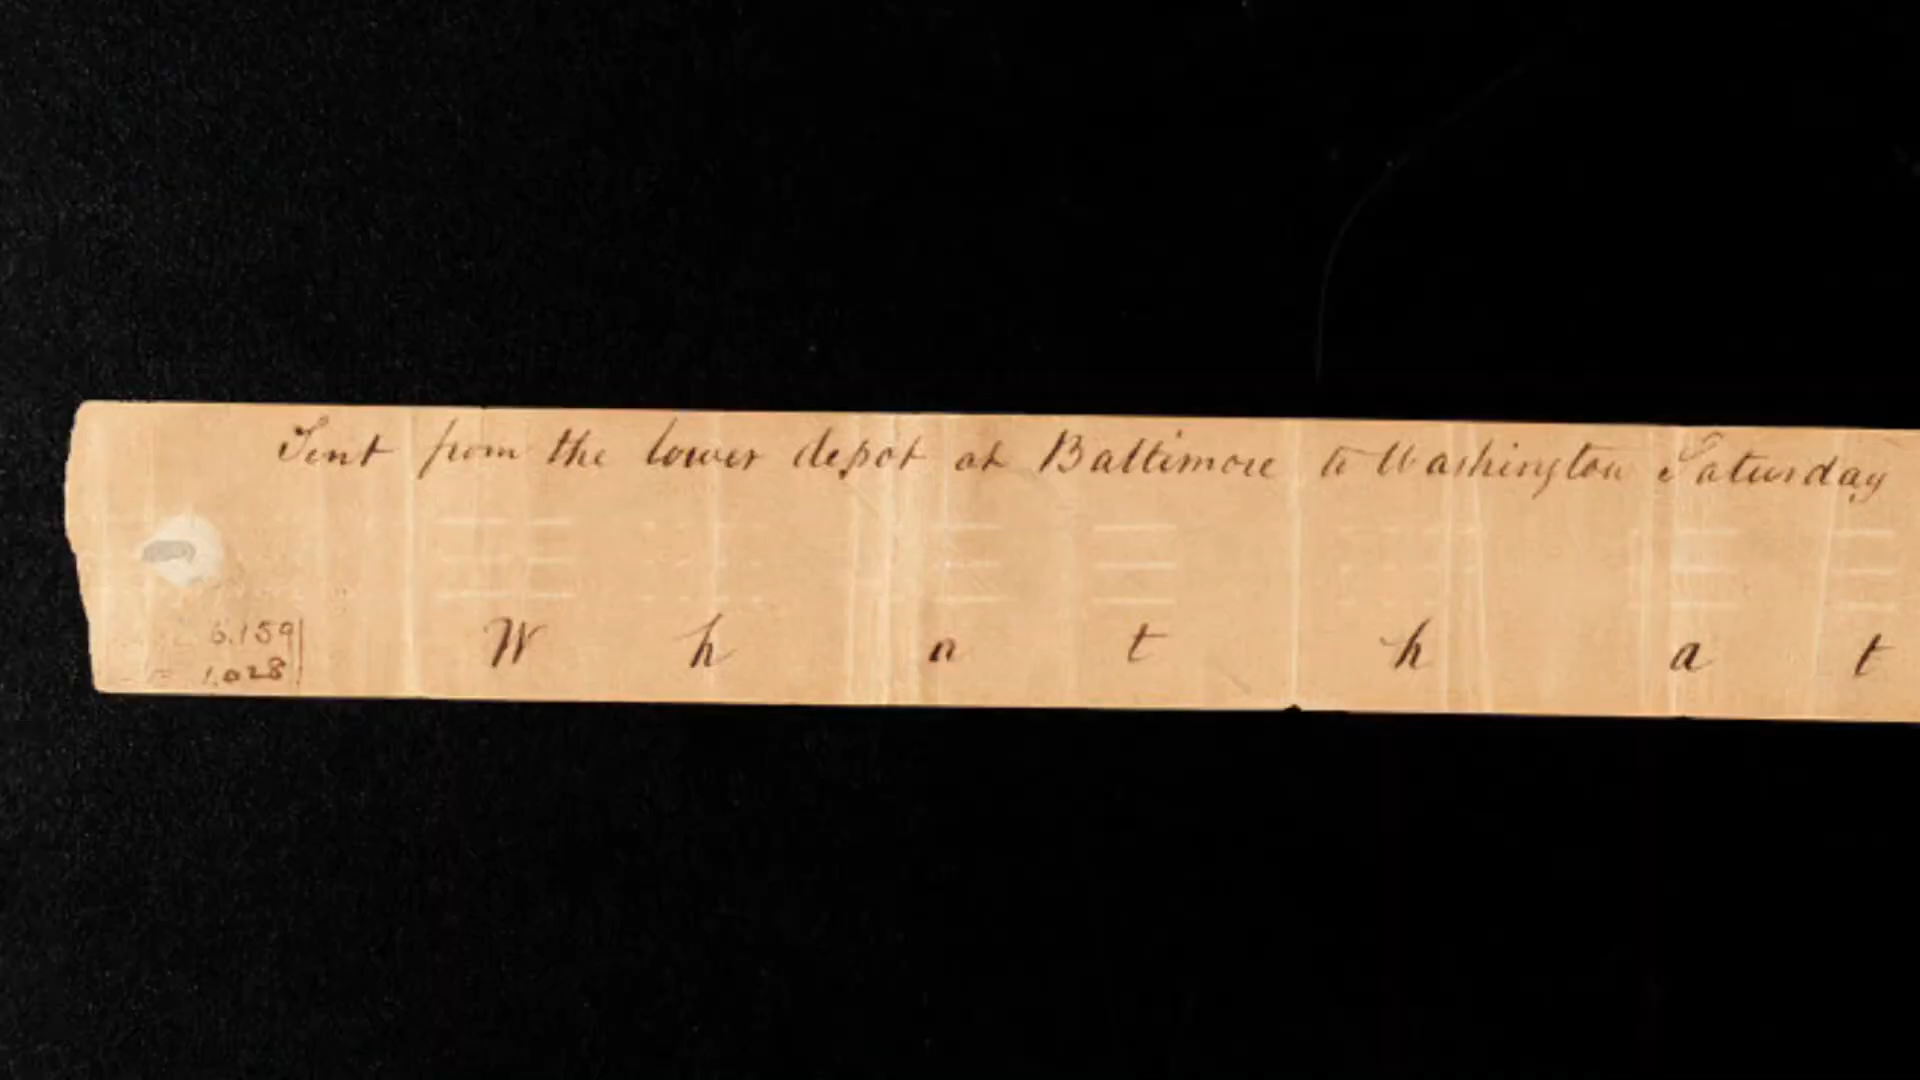 Sent from the lower depot at Baltimore to Washington Saturday
W h a t h a t
6.159
1.028